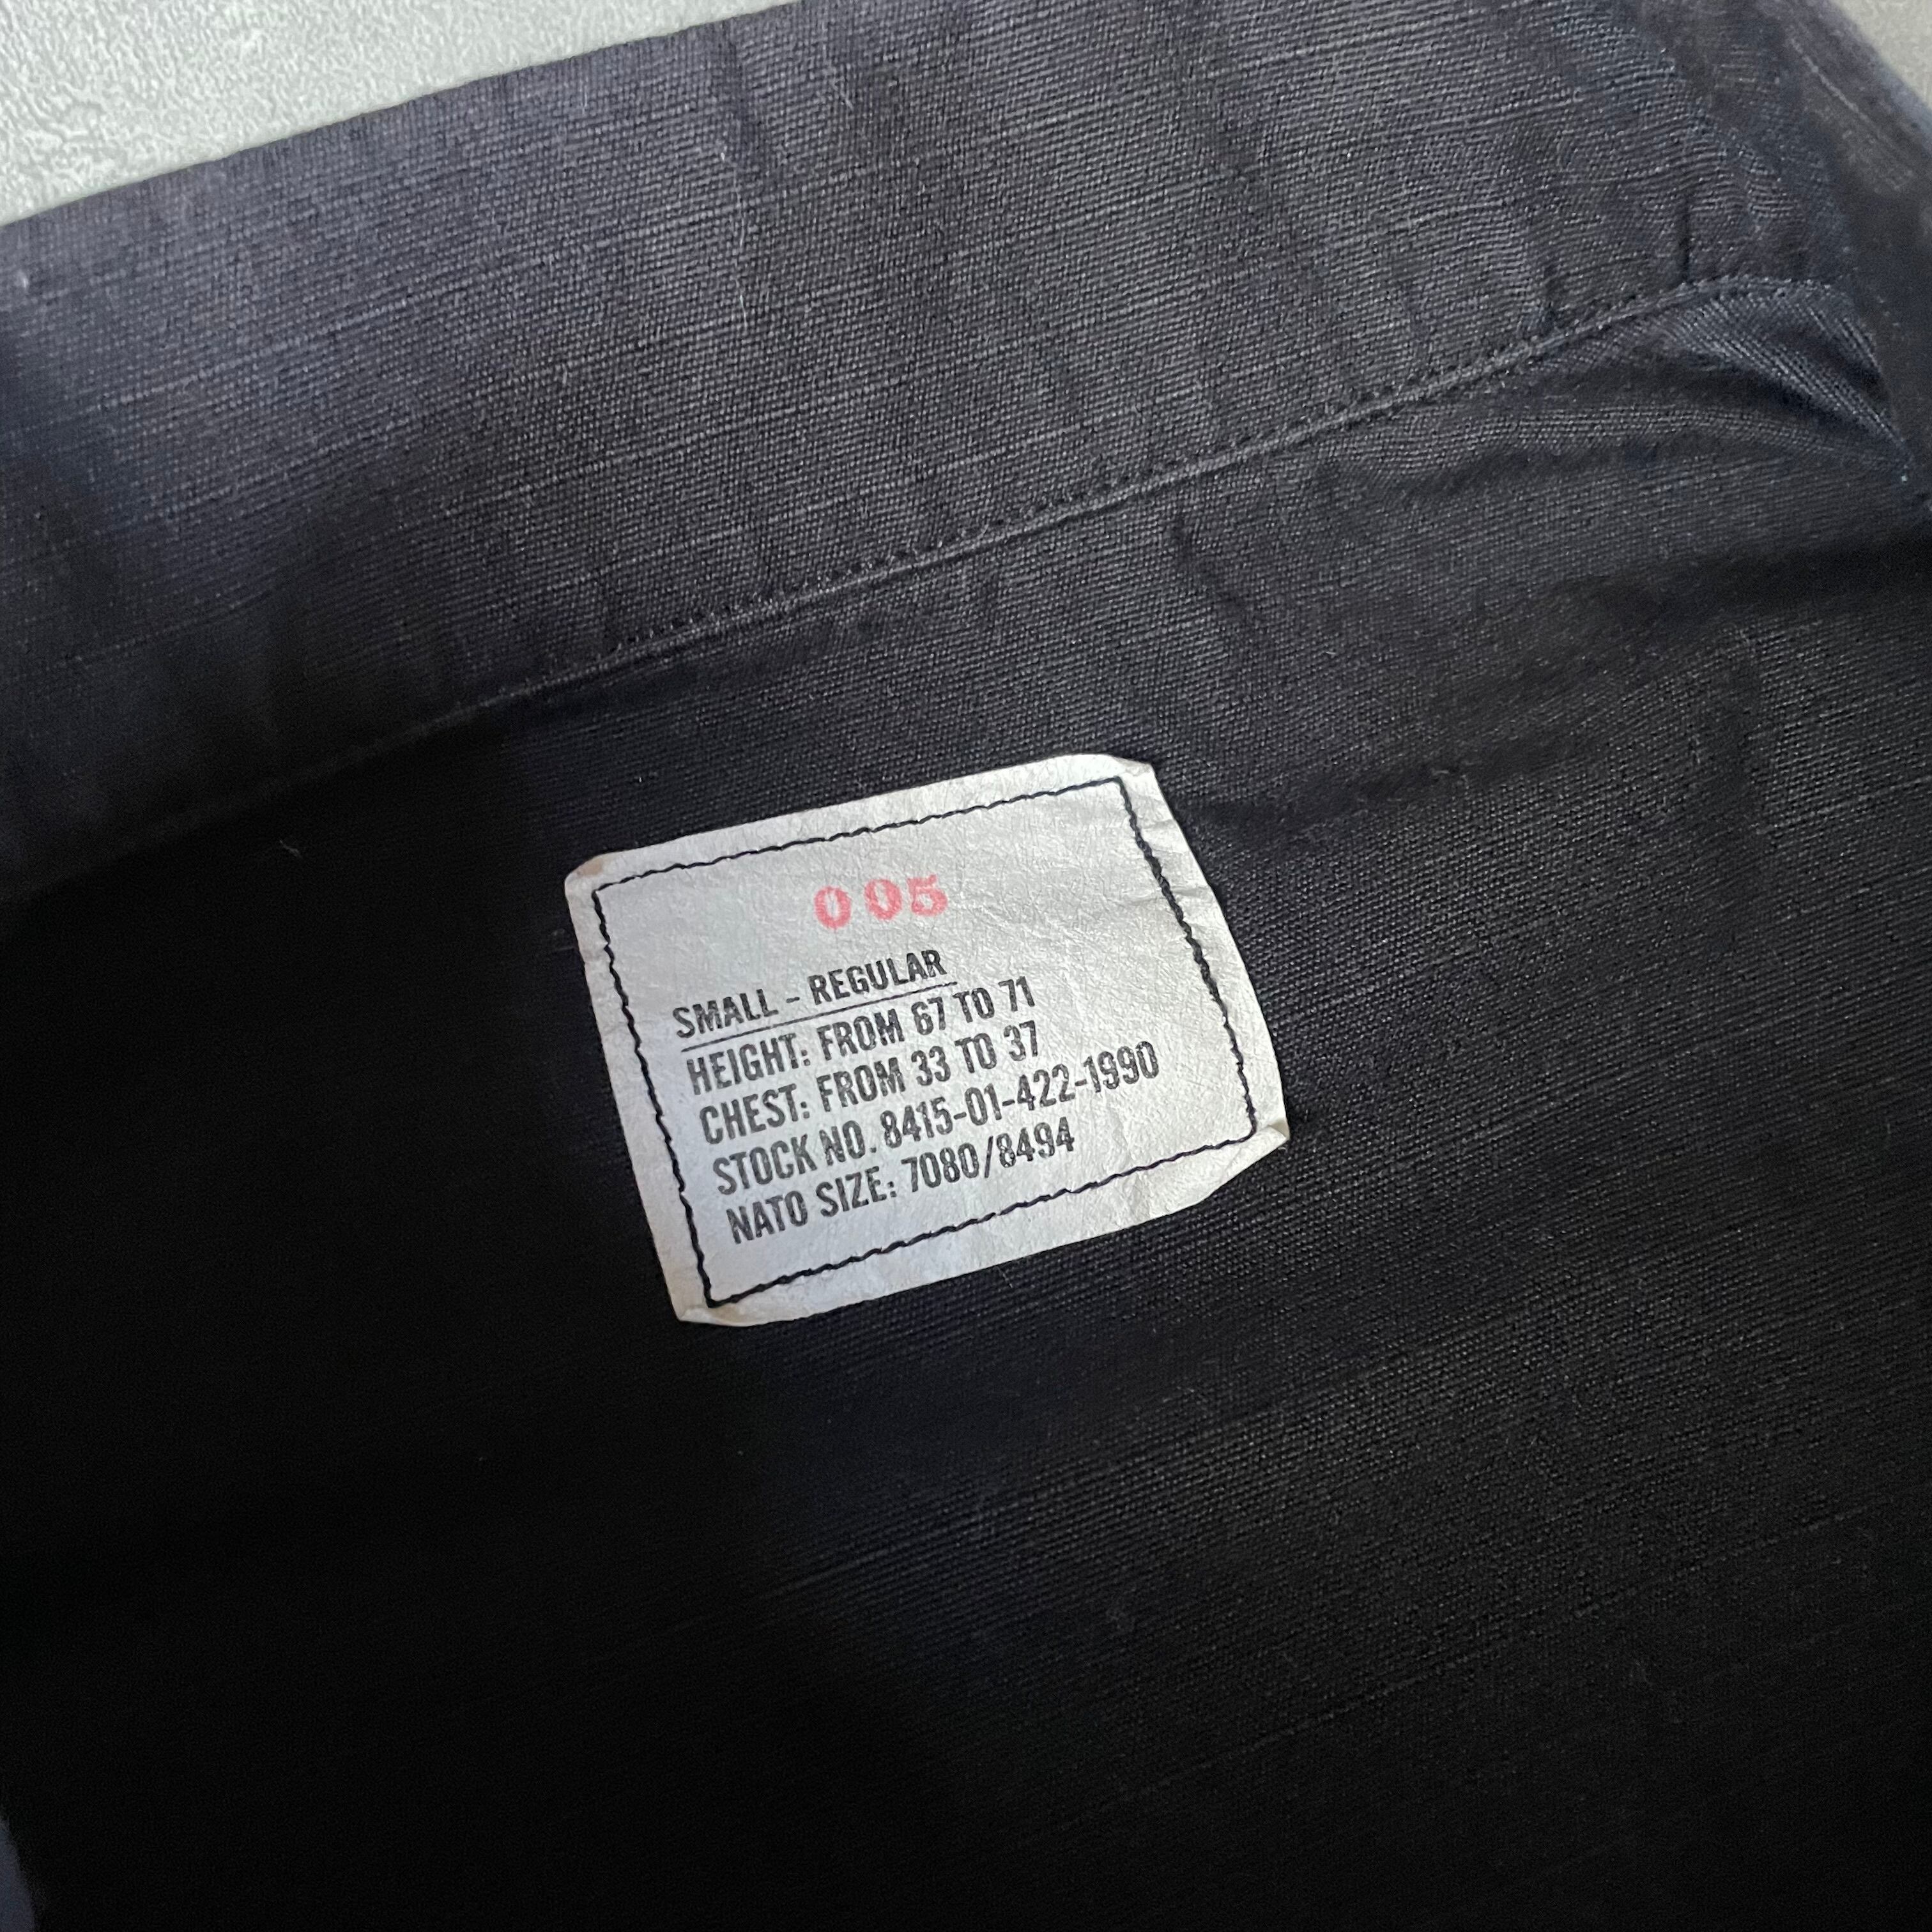 005
SMALL - REGULAR
HEIGHT: FROM 67 TO 71
CHEST: FROM 33 TO 37
STOCK NO. 8415-01-422-1990
NATO SIZE: 7080/8494